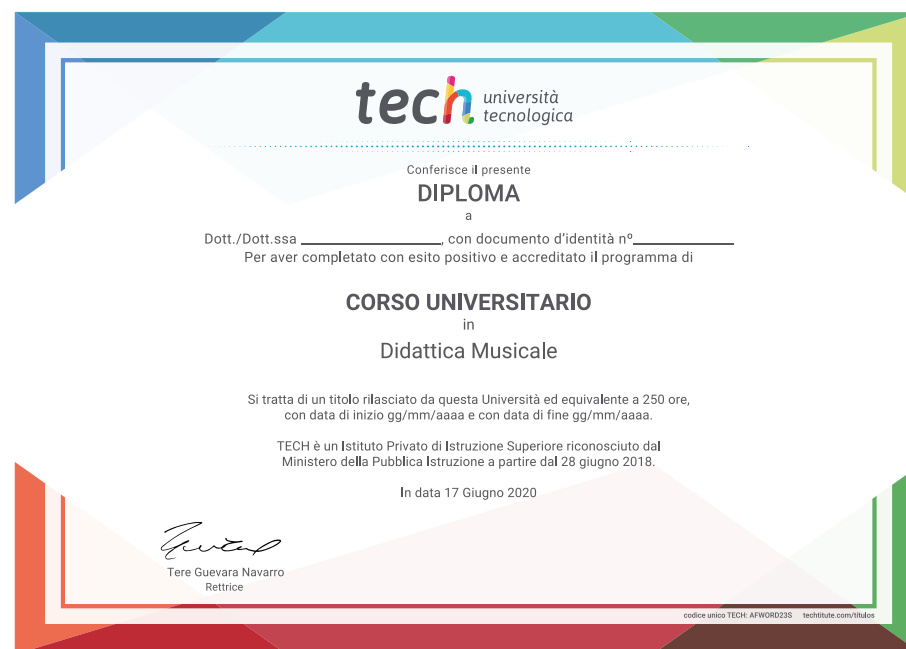 tech università
tecnologica
Conferisce il presente
DIPLOMA
a
Dott./Dott.ssa ____________________, con documento d'identità nº______________
Per aver completato con esito positivo e accreditato il programma di
CORSO UNIVERSITARIO
in
Didattica Musicale
Si tratta di un titolo rilasciato da questa Università ed equivalente a 250 ore,
con data di inizio gg/mm/aaaa e con data di fine gg/mm/aaaa.
TECH è un Istituto Privato di Istruzione Superiore riconosciuto dal
Ministero della Pubblica Istruzione a partire dal 28 giugno 2018.
In data 17 Giugno 2020
Tere Guevara Navarro
Rettrice
codice unico TECH: AFWORD23S techtitute.com/titulos